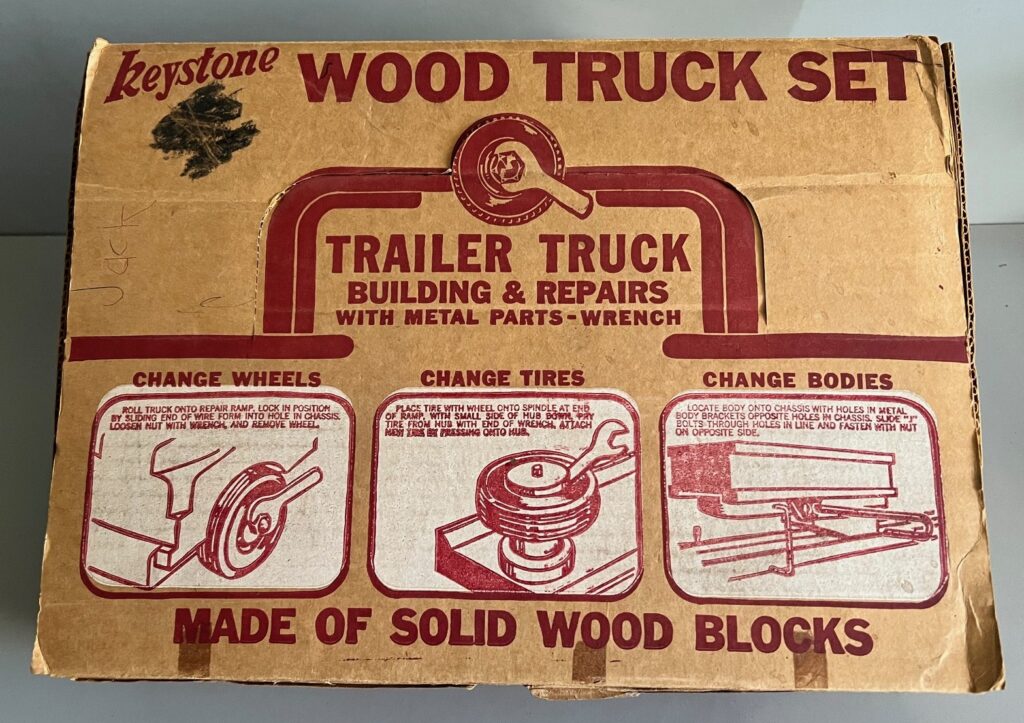 keystone WOOD TRUCK SET
Jack
TRAILER TRUCK
BUILDING & REPAIRS
WITH METAL PARTS-WRENCH
CHANGE WHEELS
ROLL TRUCK ONTO REPAIR RAMP, LOCK IN POSITION
BY SLIDING END OF WIRE FORM INTO HOLE IN CHASSIS.
LOOSEN NUT WITH WRENCH, AND REMOVE WHEEL.
CHANGE TIRES
PLACE TIRE WITH WHEEL ONTO SPINDLE AT END
OF RAMP, WITH SMALL SIDE OF HUB DOWN, PRY
TIRE FROM HUB WITH END OF WRENCH, ATTACH
NEW TIRE BY PRESSING ONTO HUB.
CHANGE BODIES
LOCATE BODY ONTO CHASSIS WITH HOLES IN METAL
BODY BRACKETS OPPOSITE HOLES IN CHASSIS, SLIDE "J"
BOLTS THROUGH HOLES IN LINE AND FASTEN WITH NUT
ON OPPOSITE SIDE.
MADE OF SOLID WOOD BLOCKS